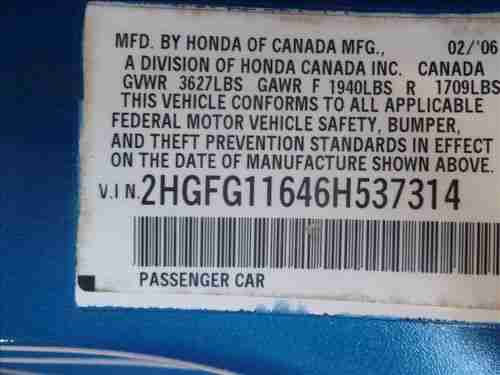 MFD. BY HONDA OF CANADA MFG., 02/'06
A DIVISION OF HONDA CANADA INC. CANADA
GVWR 3627LBS GAWR F 1940LBS R 1709LBS
THIS VEHICLE CONFORMS TO ALL APPLICABLE
FEDERAL MOTOR VEHICLE SAFETY, BUMPER,
AND THEFT PREVENTION STANDARDS IN EFFECT
ON THE DATE OF MANUFACTURE SHOWN ABOVE.
V.I.N. 2HGFG11646H537314
PASSENGER CAR